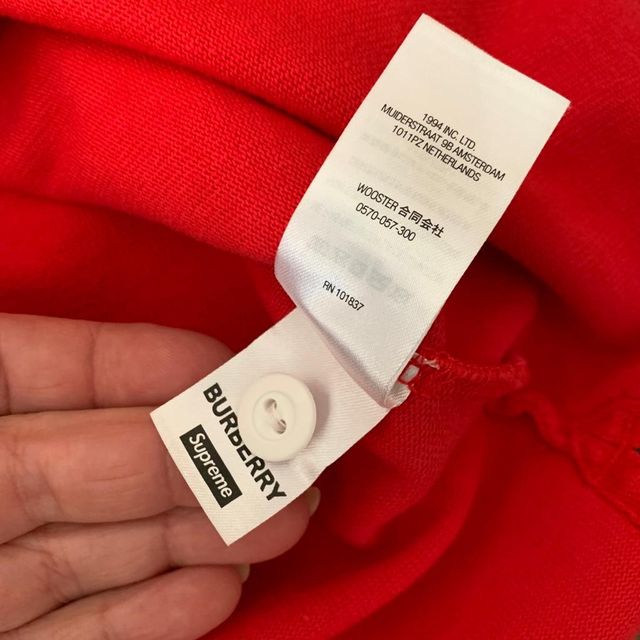 1994 INC. LTD.
MUIDERSTRAAT 9B AMSTERDAM
1011PZ NETHERLANDS
WOOSTER 合同会社
0570-057-300
RN 101837
BURBERRY
Supreme